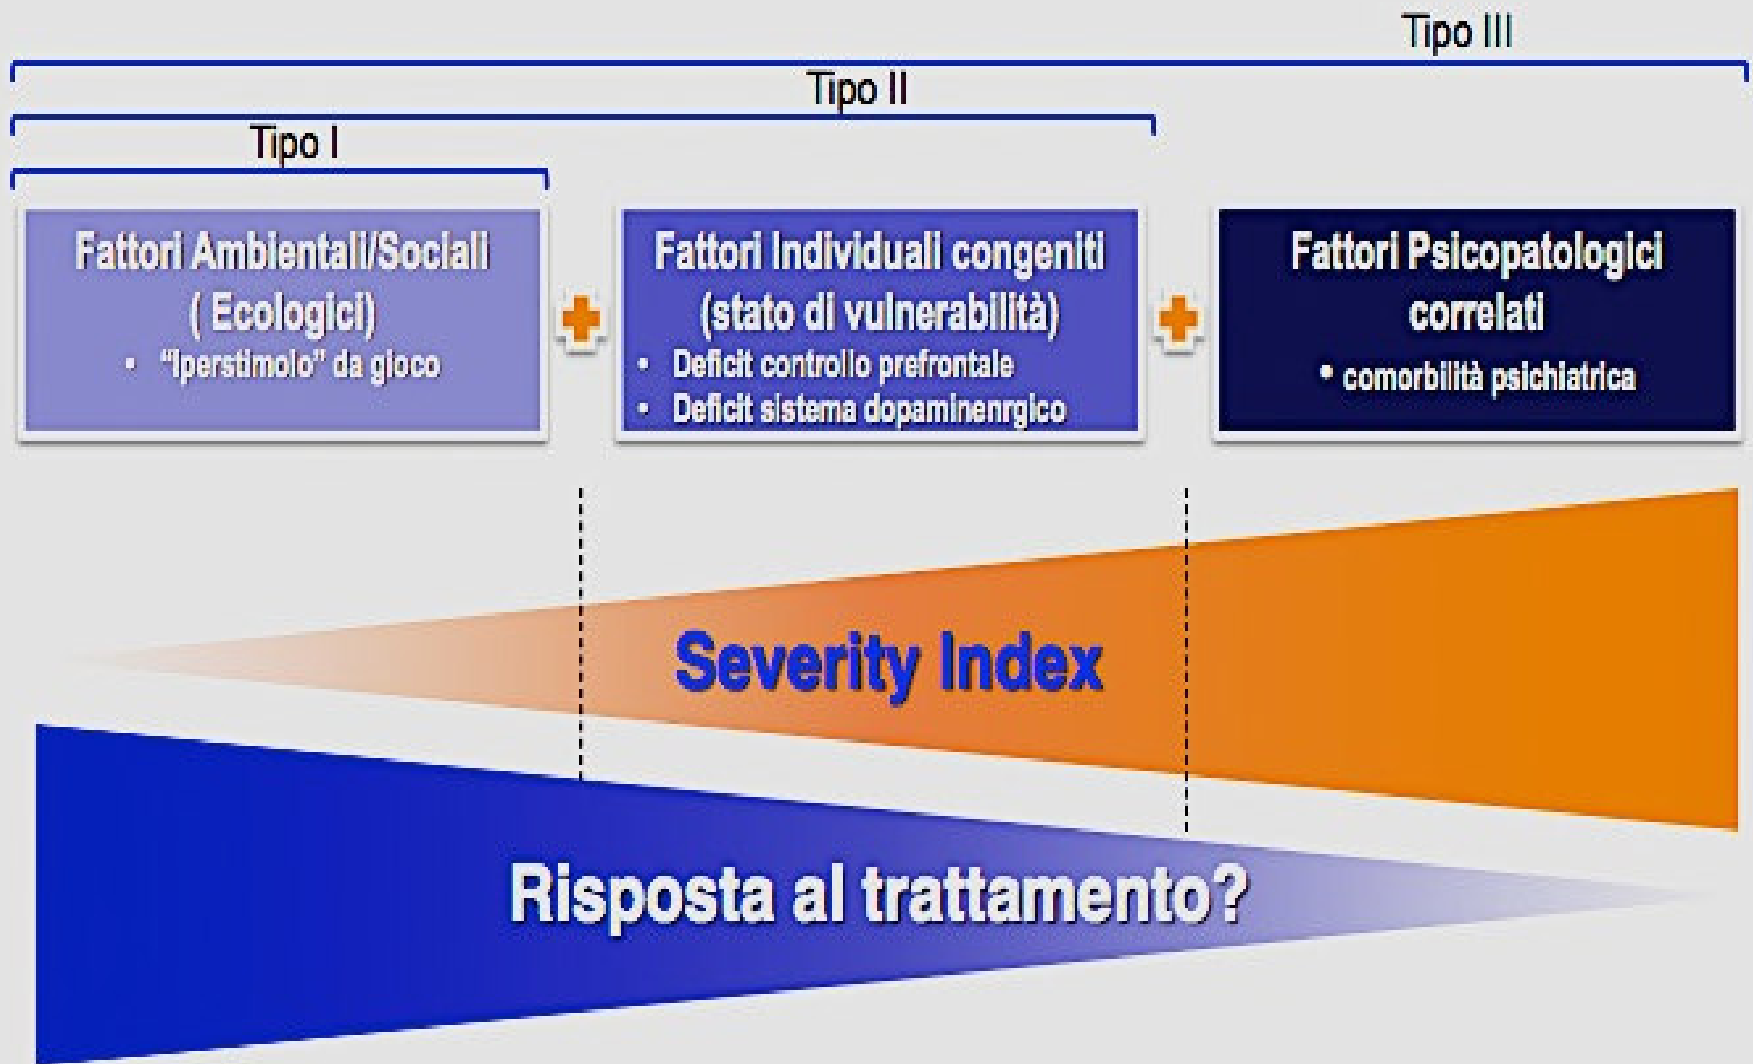 Tipo III
Tipo II
Tipo I
Fattori Ambientali/Sociali
( Ecologici)
• “Iperstimolo” da gioco
Fattori Individuali congeniti
(stato di vulnerabilità)
• Deficit controllo prefrontale
• Deficit sistema dopaminenrgico
Fattori Psicopatologici
correlati
• comorbilità psichiatrica
Severity Index
Risposta al trattamento?